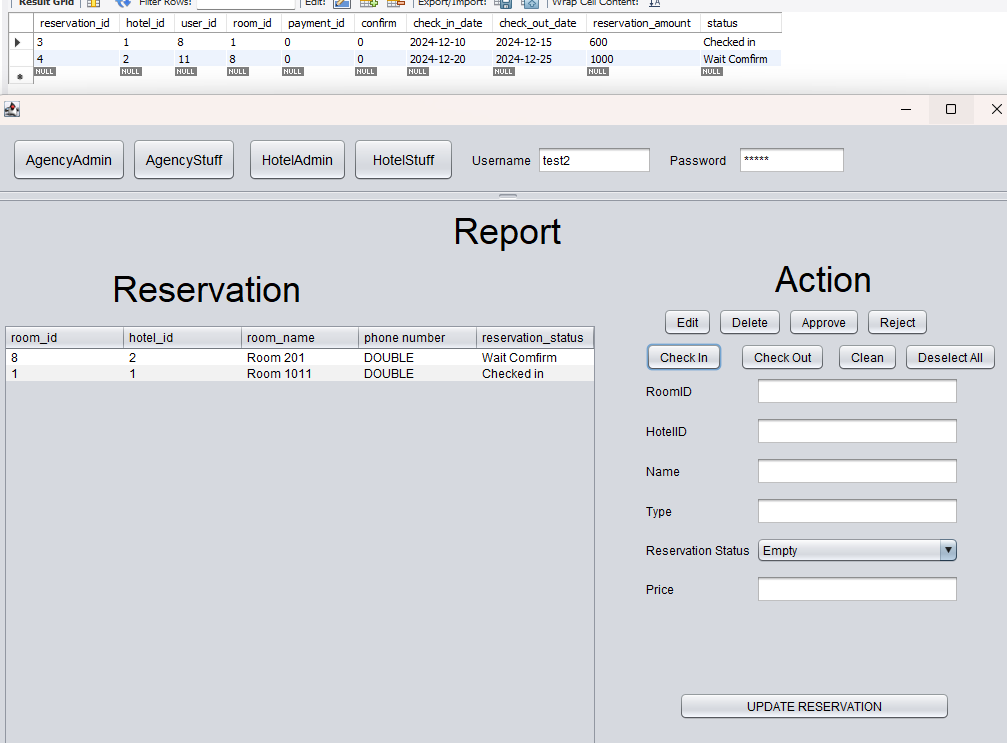 Result Grid Filter Rows: Edit: Export/Import: Wrap Cell Content:
reservation_id hotel_id user_id room_id payment_id confirm check_in_date check_out_date reservation_amount status
3 1 8 1 0 0 2024-12-10 2024-12-15 600 Checked in
4 2 11 8 0 0 2024-12-20 2024-12-25 1000 Wait Comfirm
NULL NULL NULL NULL NULL NULL NULL NULL NULL NULL
AgencyAdmin AgencyStuff HotelAdmin HotelStuff Username test2 Password *****
Report
Reservation
Action
room_id hotel_id room_name phone number reservation_status
8 2 Room 201 DOUBLE Wait Comfirm
1 1 Room 1011 DOUBLE Checked in
Edit Delete Approve Reject
Check In Check Out Clean Deselect All
RoomID
HotelID
Name
Type
Reservation Status Empty
Price
UPDATE RESERVATION